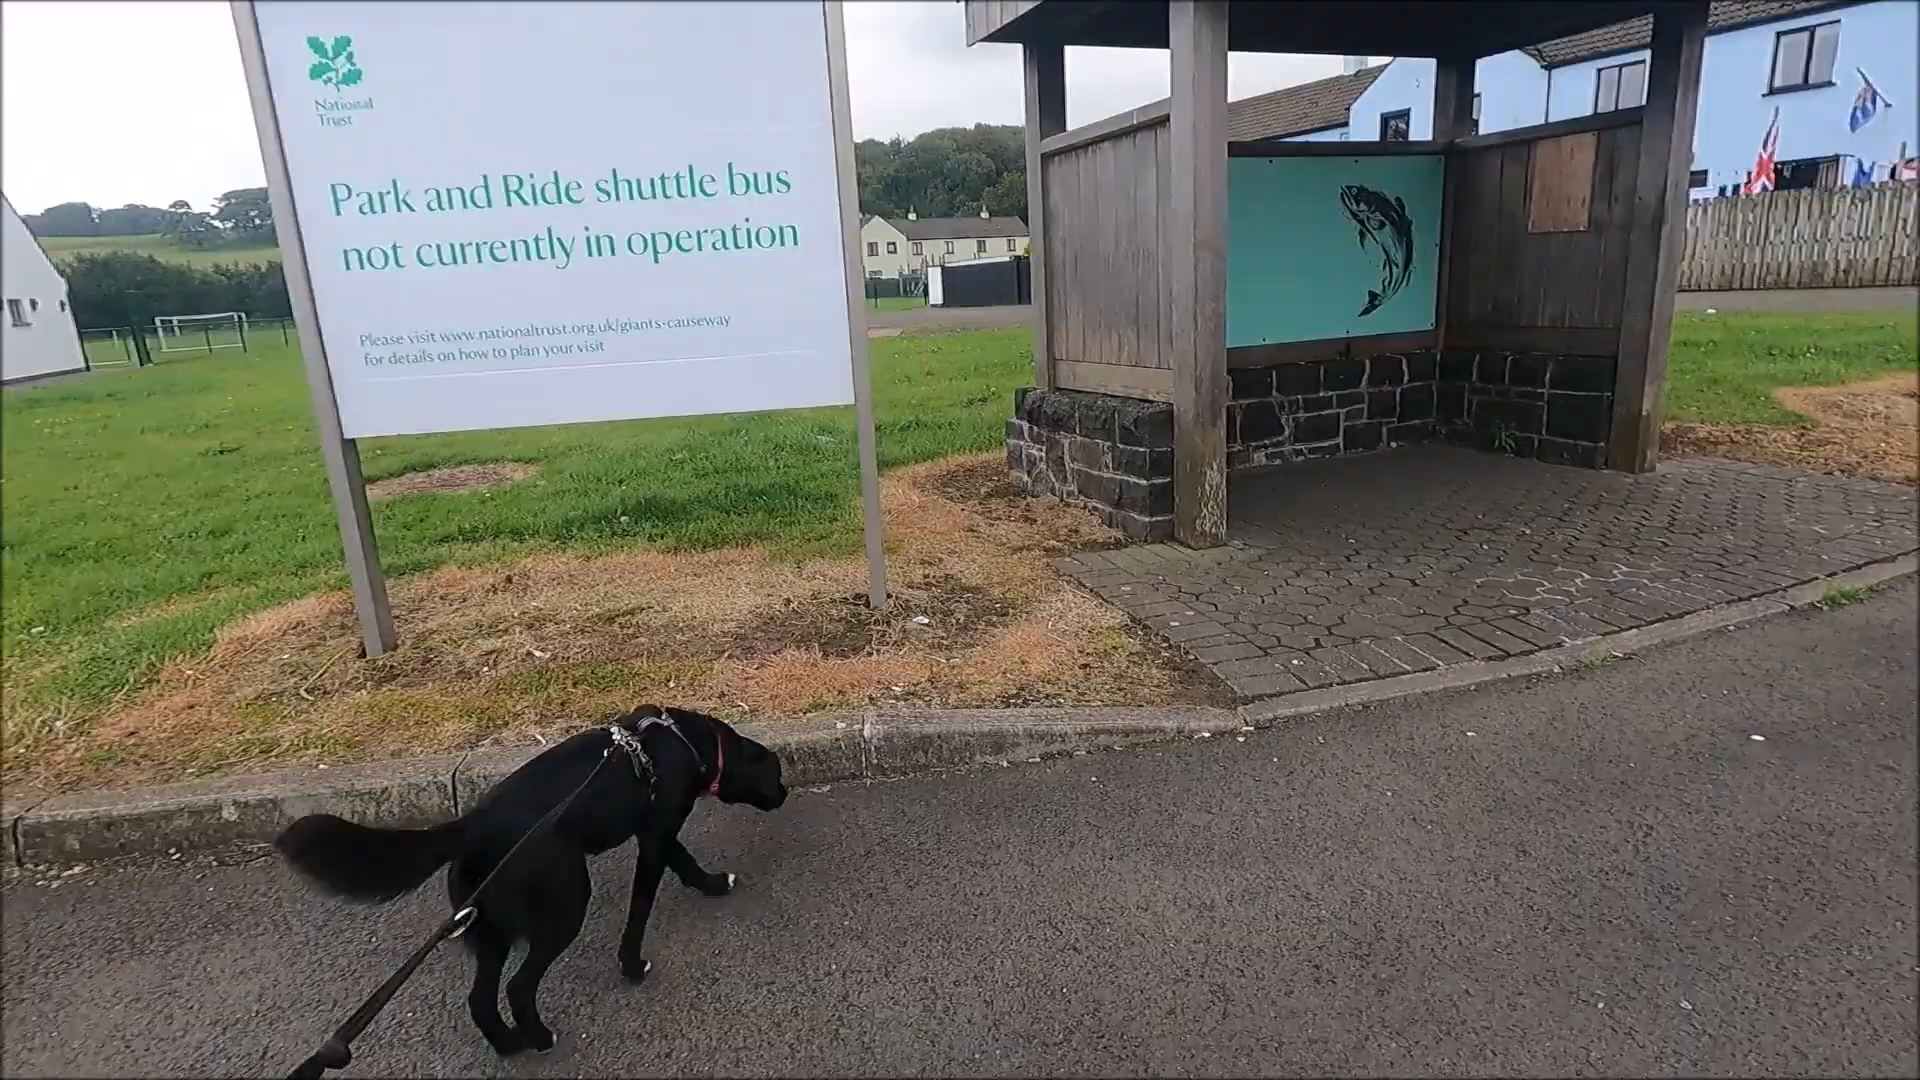 National
Trust
Park and Ride shuttle bus
not currently in operation
Please visit www.nationaltrust.org.uk/giants-causeway
for details on how to plan your visit